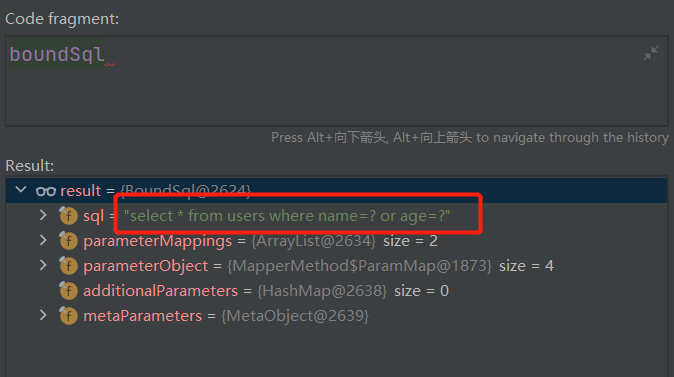 Code fragment:
boundSql
Press Alt+向下箭头, Alt+向上箭头 to navigate through the history
Result:
result = {BoundSql@2624}
f sql = "select * from users where name=? or age=?"
f parameterMappings = {ArrayList@2634} size = 2
f parameterObject = {MapperMethod$ParamMap@1873} size = 4
f additionalParameters = {HashMap@2638} size = 0
f metaParameters = {MetaObject@2639}